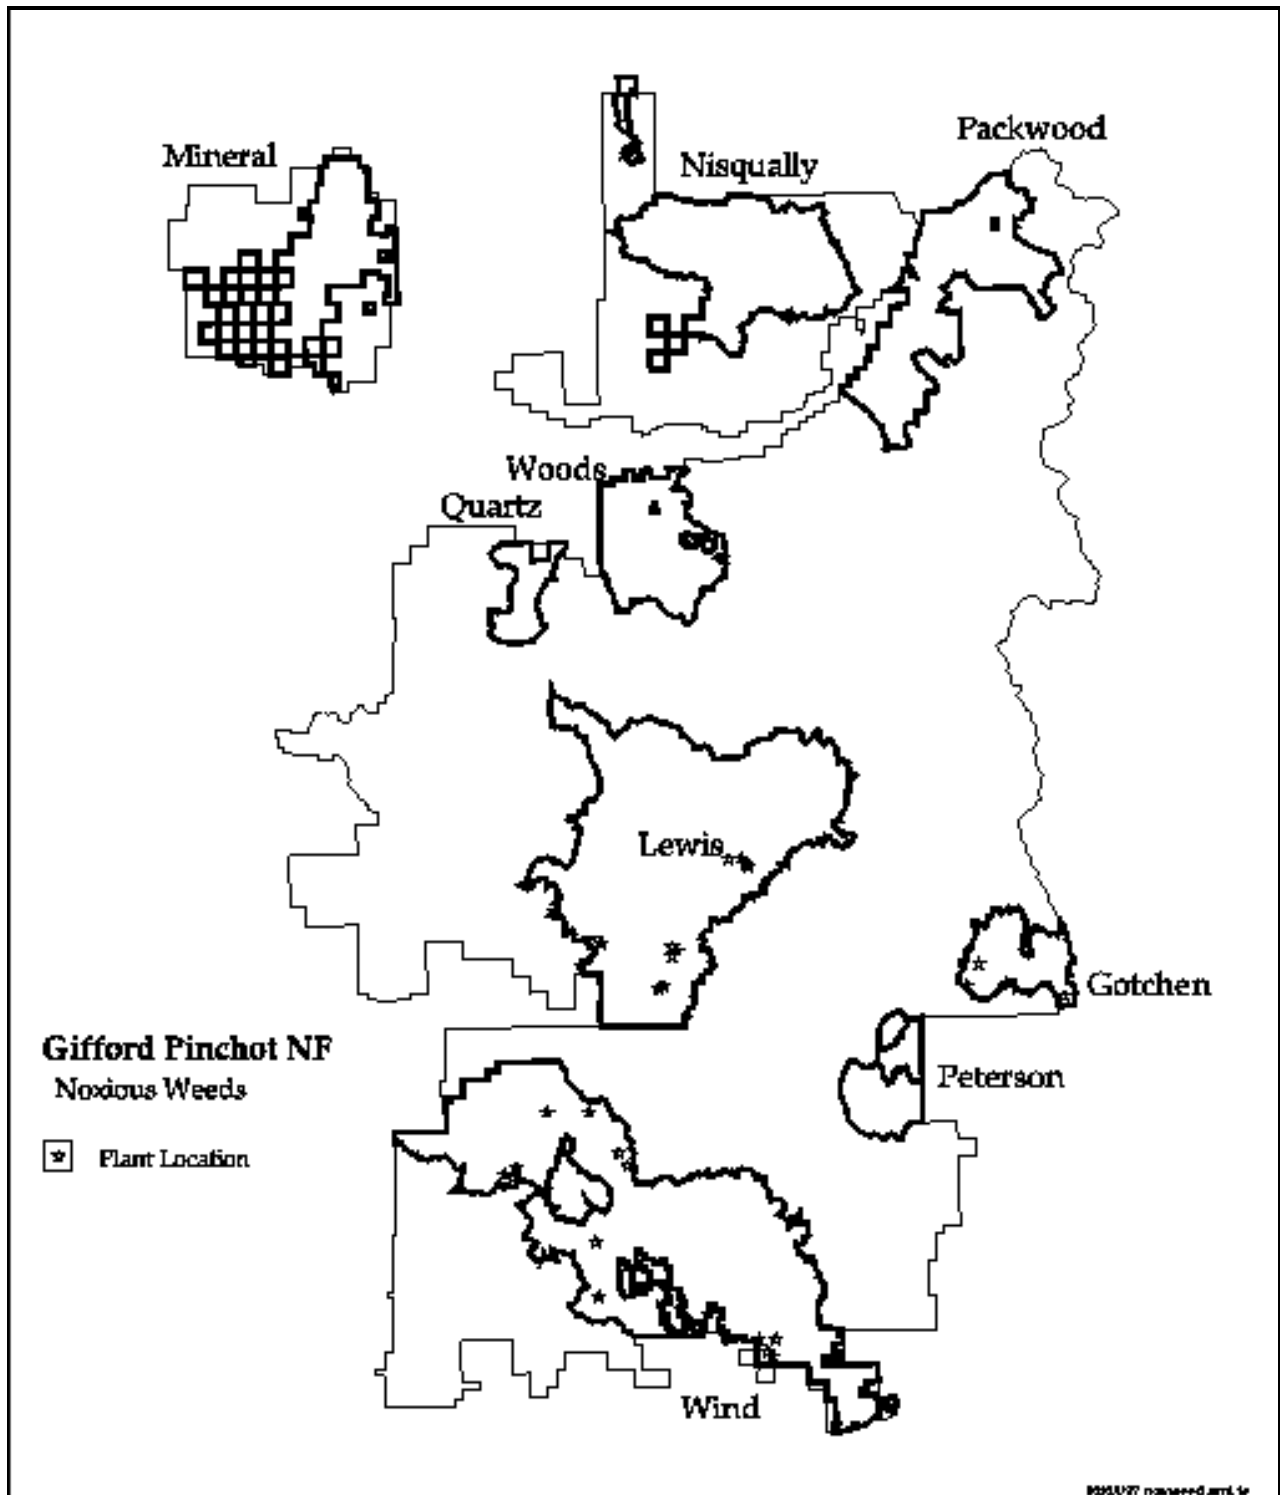 Packwood
Mineral
Nisqually
Woods
Quartz
Lewis
Gotchen
Gifford Pinchot NF
Noxious Weeds
Peterson
Plant Location
Wind